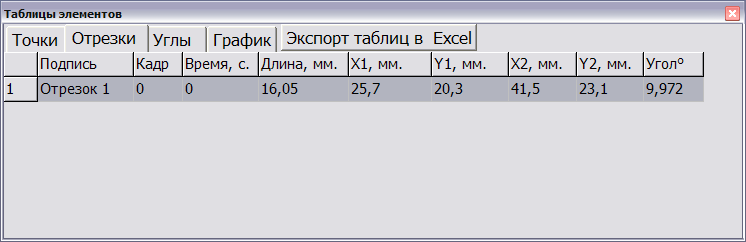 Таблицы элементов
Точки Отрезки Углы График Экспорт таблиц в Excel
Подпись Кадр Время, с. Длина, мм. X1, мм. Y1, мм. X2, мм. Y2, мм. Угол°
1 Отрезок 1 0 0 16,05 25,7 20,3 41,5 23,1 9,972